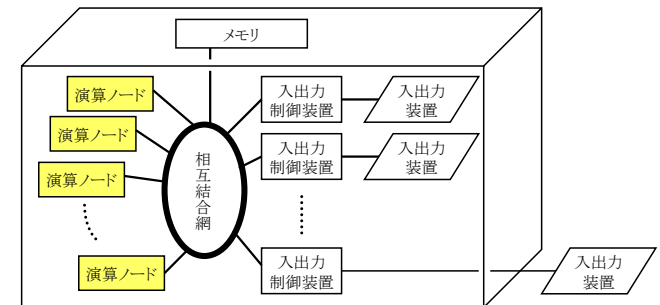 メモリ
演算ノード
演算ノード
演算ノード
演算ノード
相互結合網
入出力
制御装置
入出力
装置
入出力
制御装置
入出力
装置
入出力
制御装置
入出力
装置